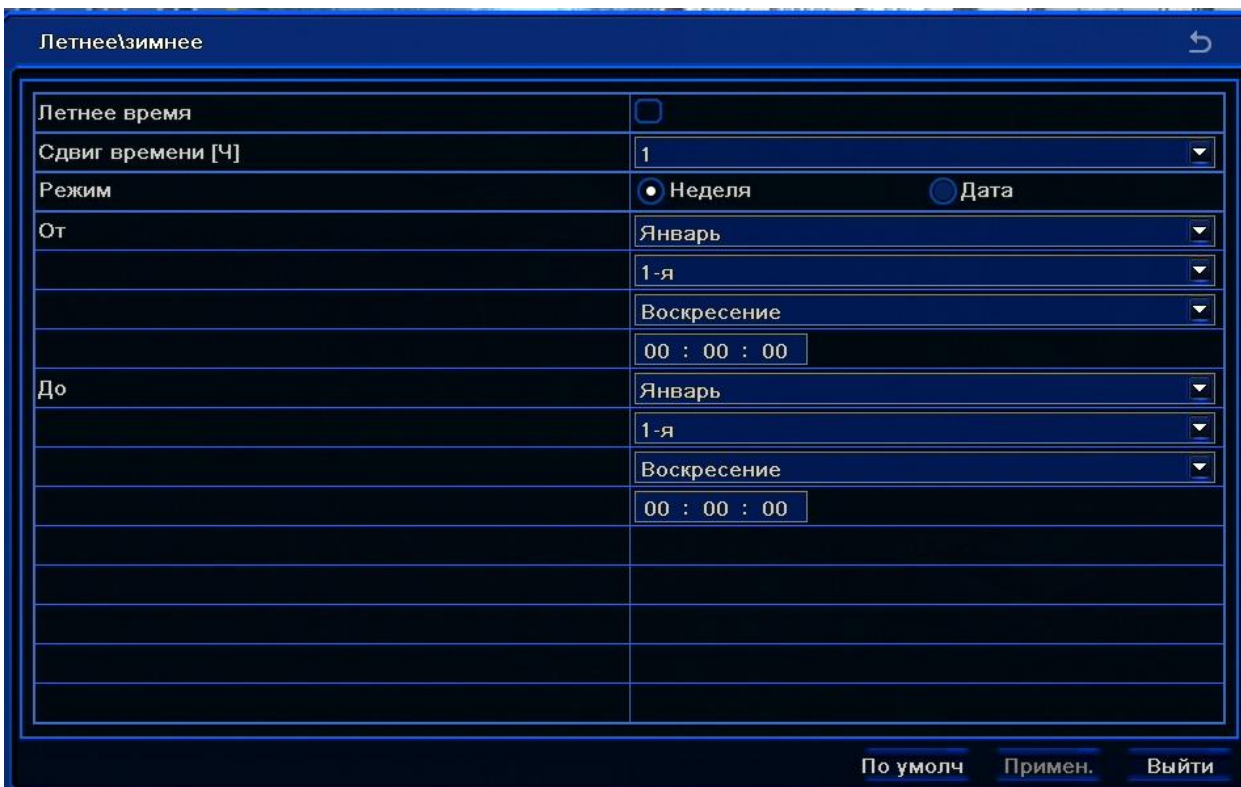 Летнее\зимнее
Летнее время
Сдвиг времени [Ч] 1
Режим Неделя Дата
От Январь
1-я
Воскресение
00 : 00 : 00
До Январь
1-я
Воскресение
00 : 00 : 00
По умолч Примен. Выйти